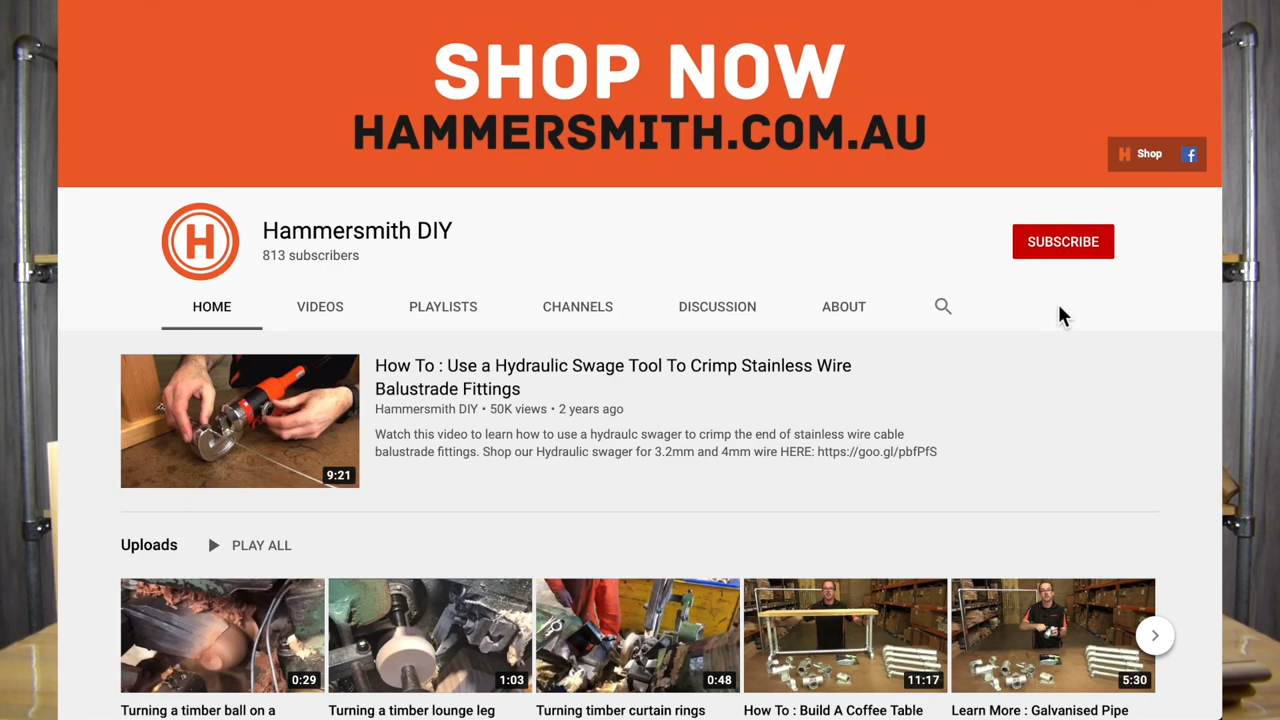 SHOP NOW
HAMMERSMITH.COM.AU
H Shop f
H
Hammersmith DIY
813 subscribers
SUBSCRIBE
HOME VIDEOS PLAYLISTS CHANNELS DISCUSSION ABOUT
How To : Use a Hydraulic Swage Tool To Crimp Stainless Wire
Balustrade Fittings
Hammersmith DIY • 50K views • 2 years ago
Watch this video to learn how to use a hydraulc swager to crimp the end of stainless wire cable
balustrade fittings. Shop our Hydraulic swager for 3.2mm and 4mm wire HERE: https://goo.gl/pbfPfS
9:21
Uploads PLAY ALL
0:29 1:03 0:48 11:17 5:30
Turning a timber ball on a Turning a timber lounge leg Turning timber curtain rings How To : Build A Coffee Table Learn More : Galvanised Pipe